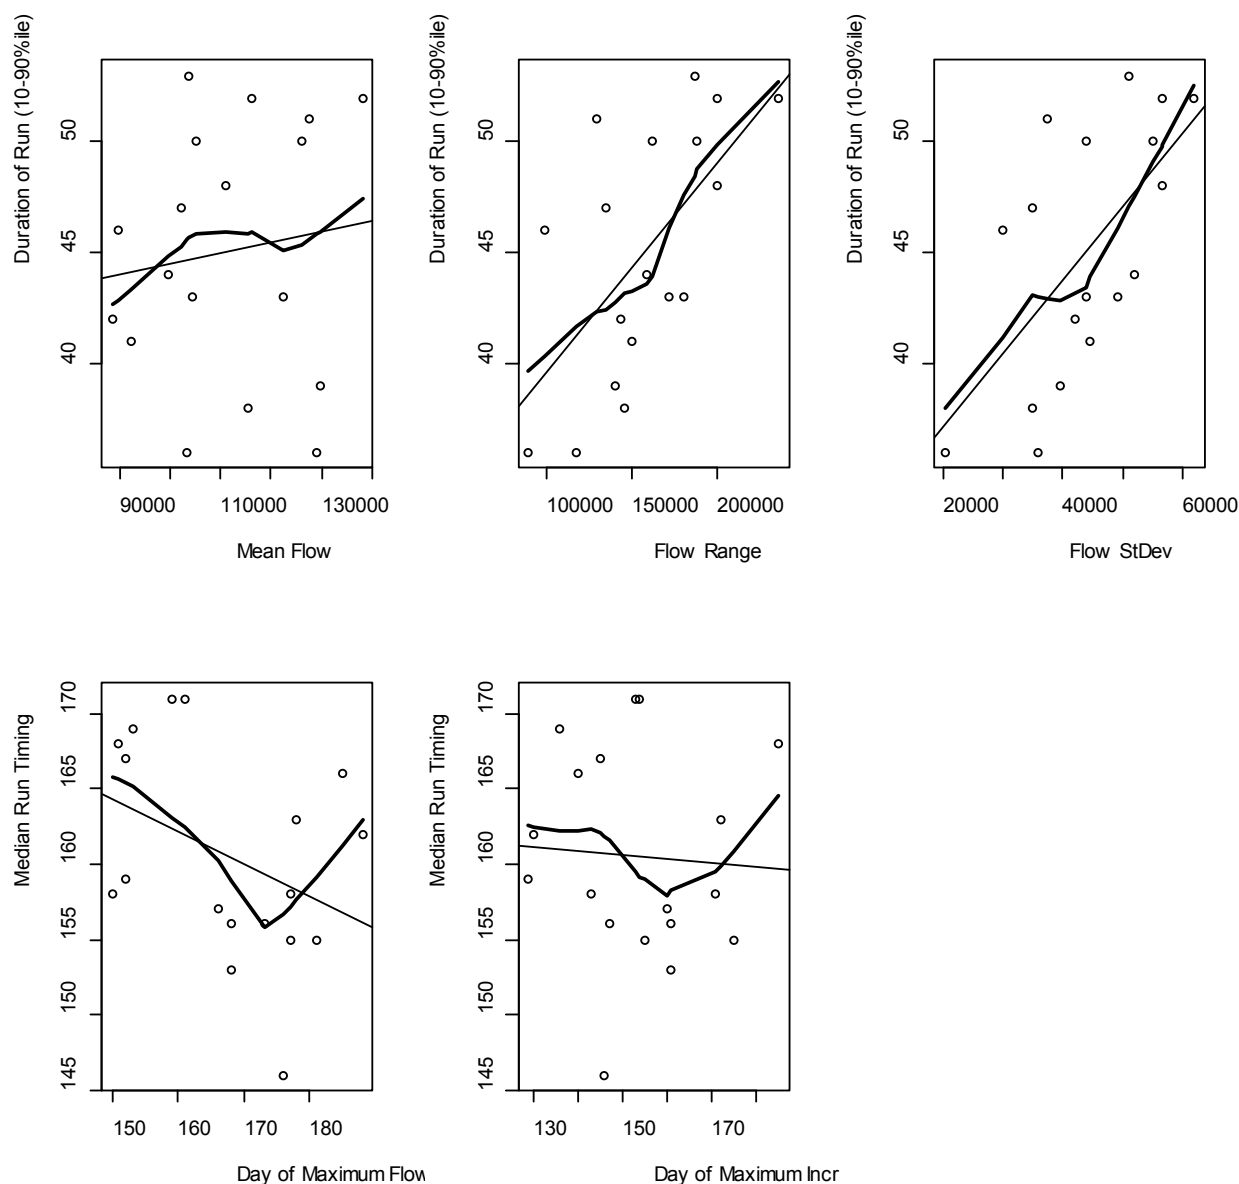 Duration of Run (10-90%ile)
50
45
40
90000 110000 130000
Mean Flow
Duration of Run (10-90%ile)
50
45
40
100000 150000 200000
Flow Range
Duration of Run (10-90%ile)
50
45
40
20000 40000 60000
Flow StDev
Median Run Timing
170
165
160
155
150
145
150 160 170 180
Day of Maximum Flow
Median Run Timing
170
165
160
155
150
145
130 150 170
Day of Maximum Incr